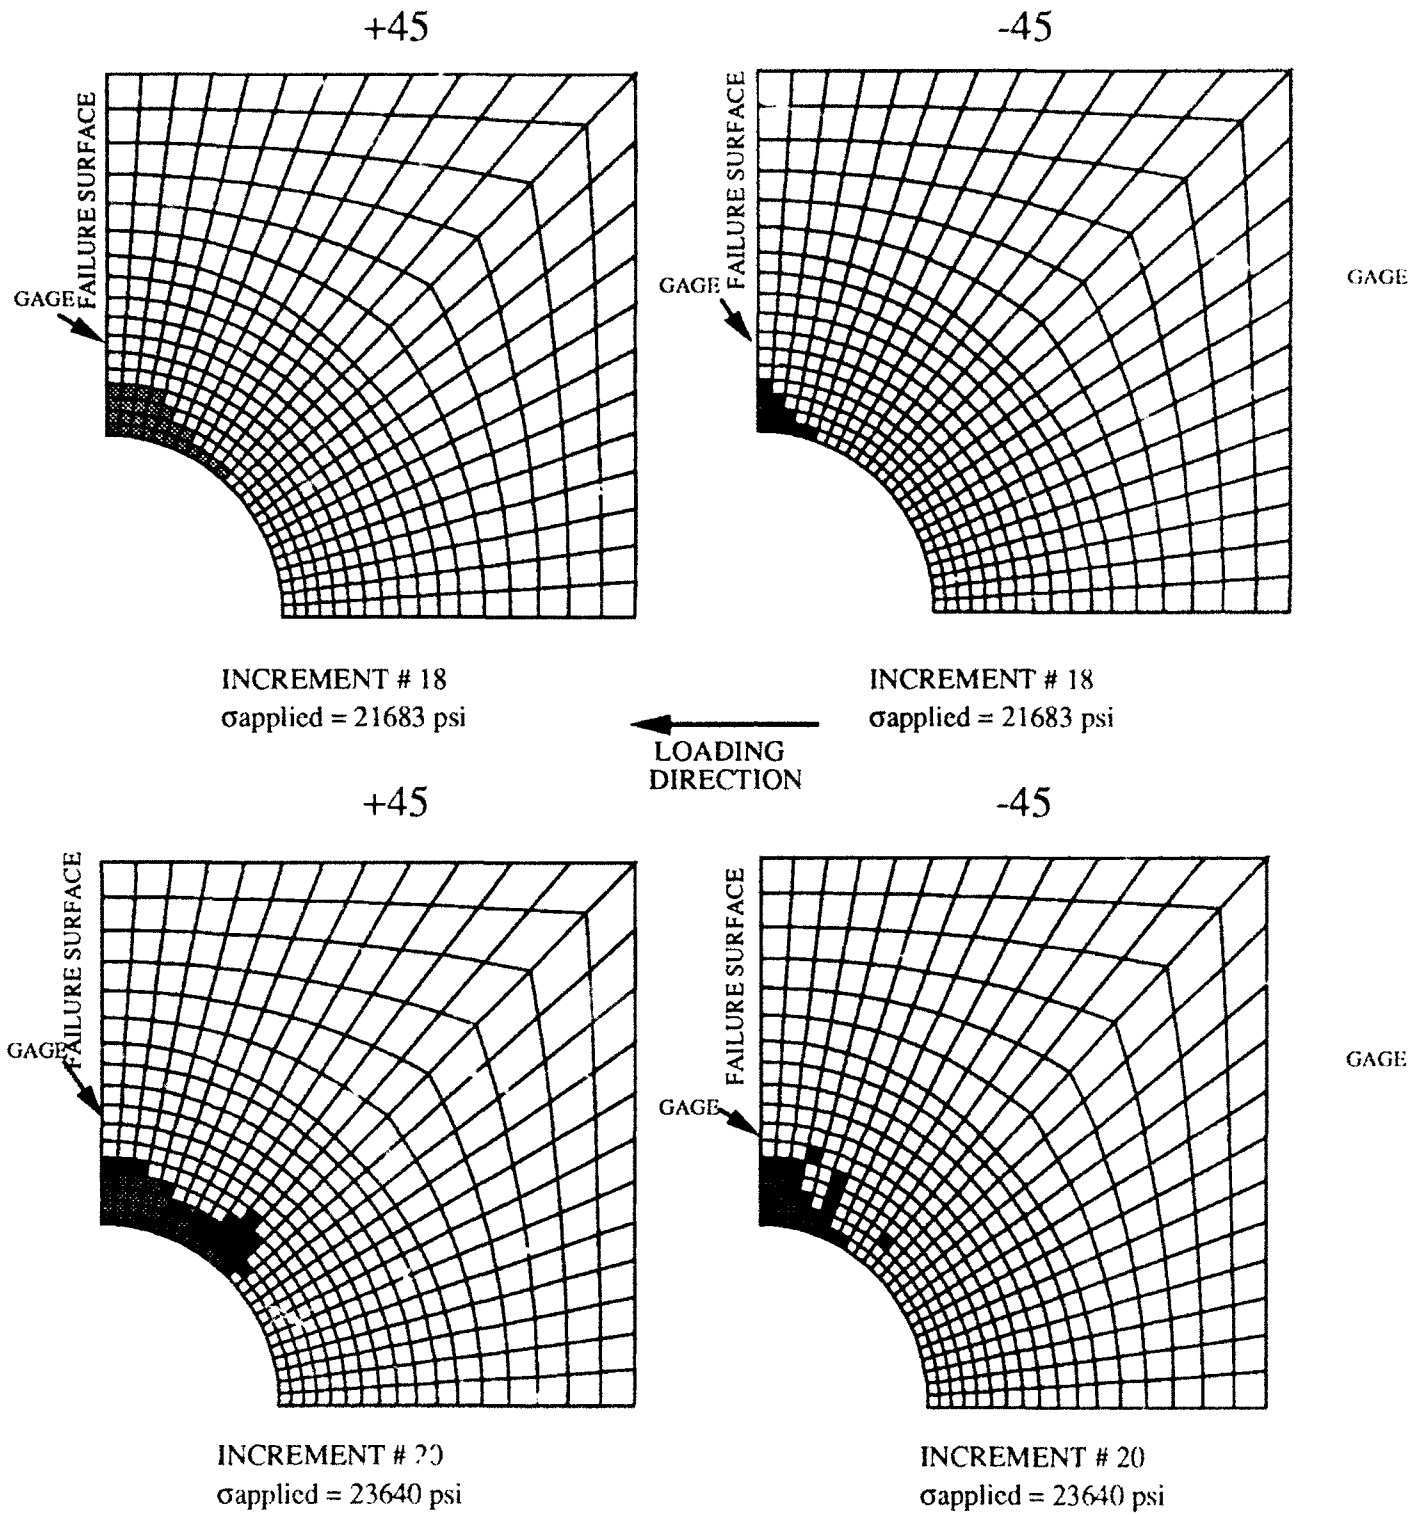 +45
-45
FAILURE SURFACE
FAILURE SURFACE
GAGE
GAGE
GAGE
INCREMENT # 18
INCREMENT # 18
σapplied = 21683 psi
σapplied = 21683 psi
LOADING
DIRECTION
+45
-45
FAILURE SURFACE
FAILURE SURFACE
GAGE
GAGE
GAGE
INCREMENT # 20
INCREMENT # 20
σapplied = 23640 psi
σapplied = 23640 psi